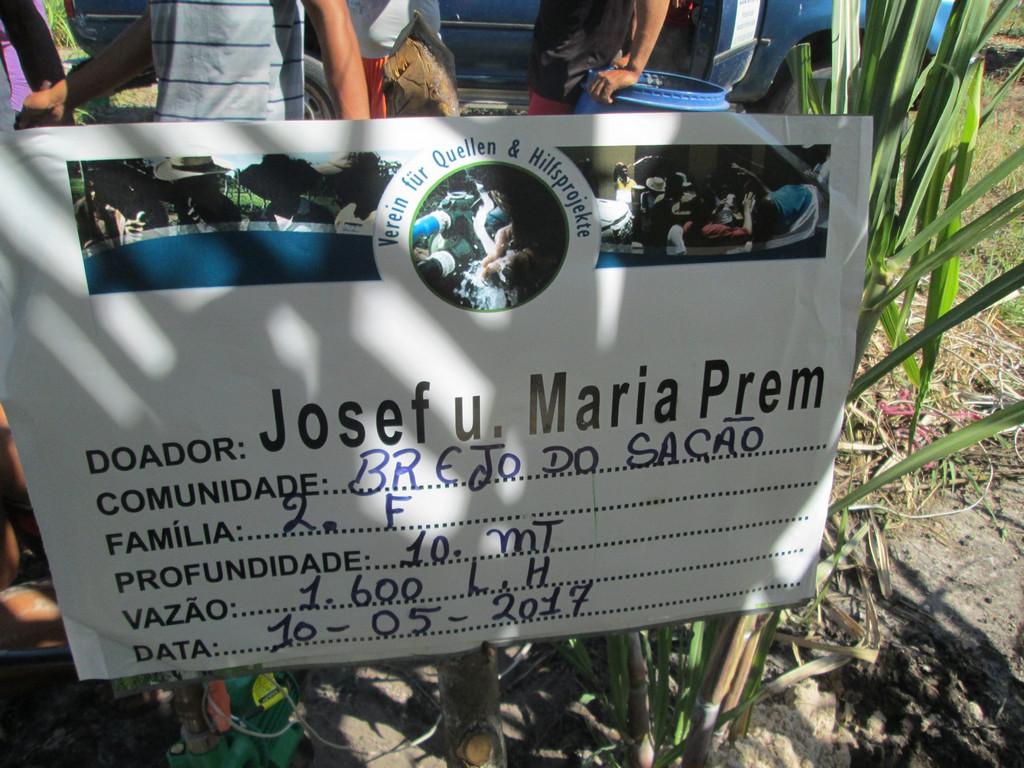 Verein für Quellen & Hilfsprojekte
DOADOR: Josef u. Maria Prem
COMUNIDADE: BREJO DO SACÃO
FAMÍLIA: 2. F
PROFUNDIDADE: 10. MT
VAZÃO: 1.600 L.H
DATA: 10-05-2017